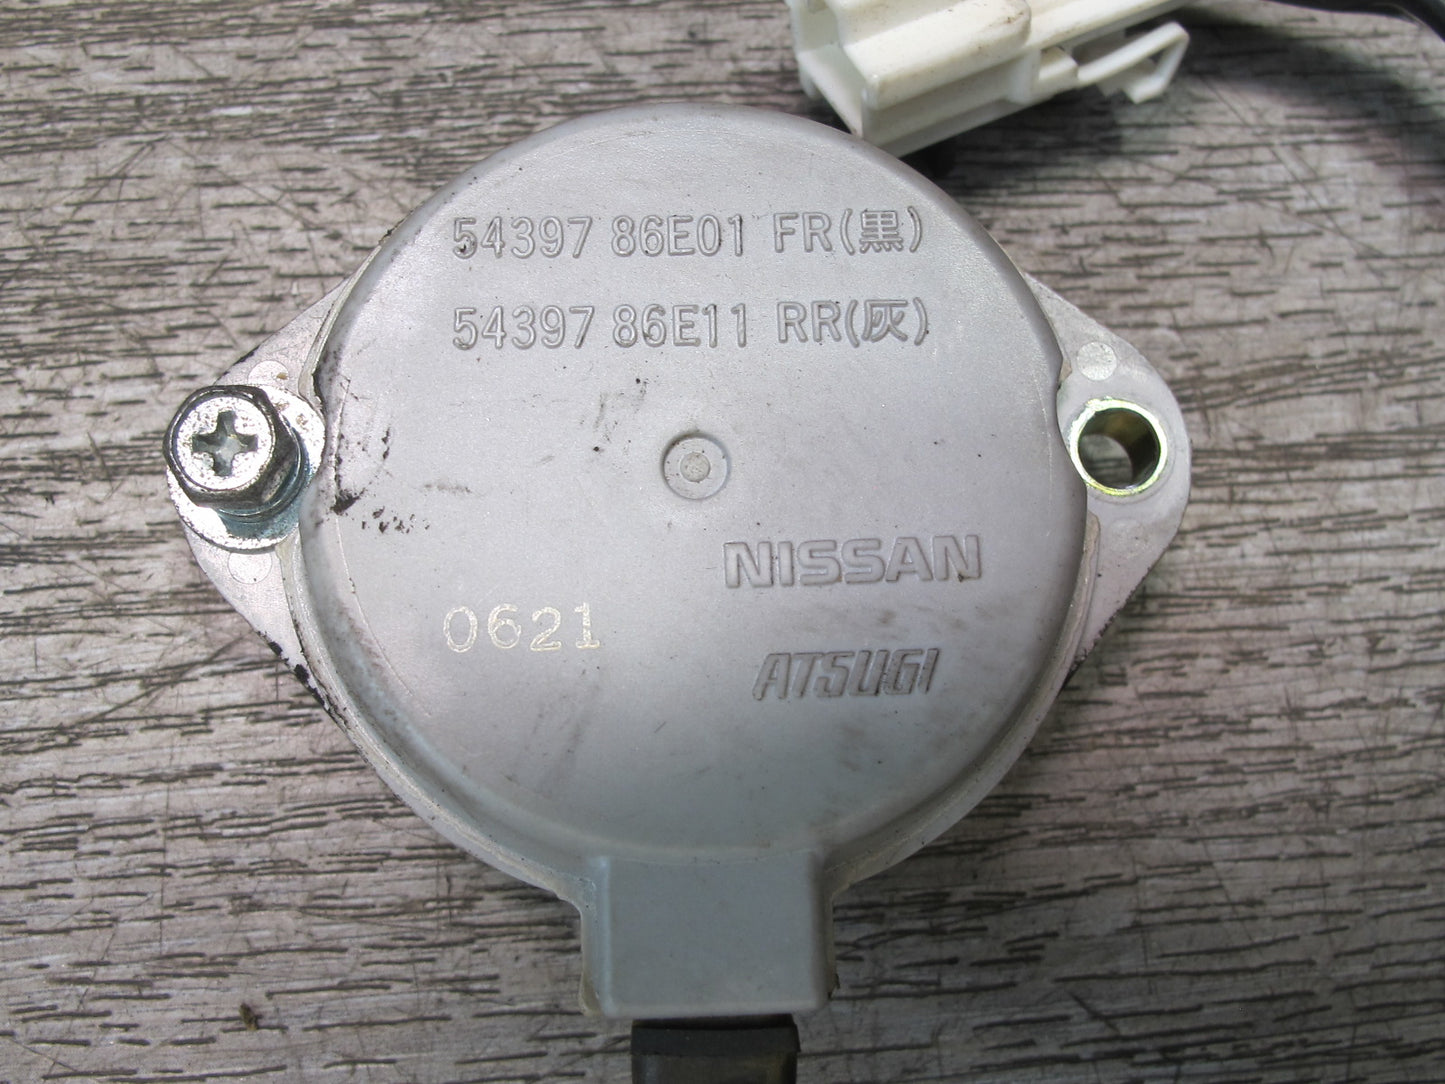 54397 86E01 FR(黒)
54397 86E11 RR(灰)
NISSAN
0621
ATSUGI